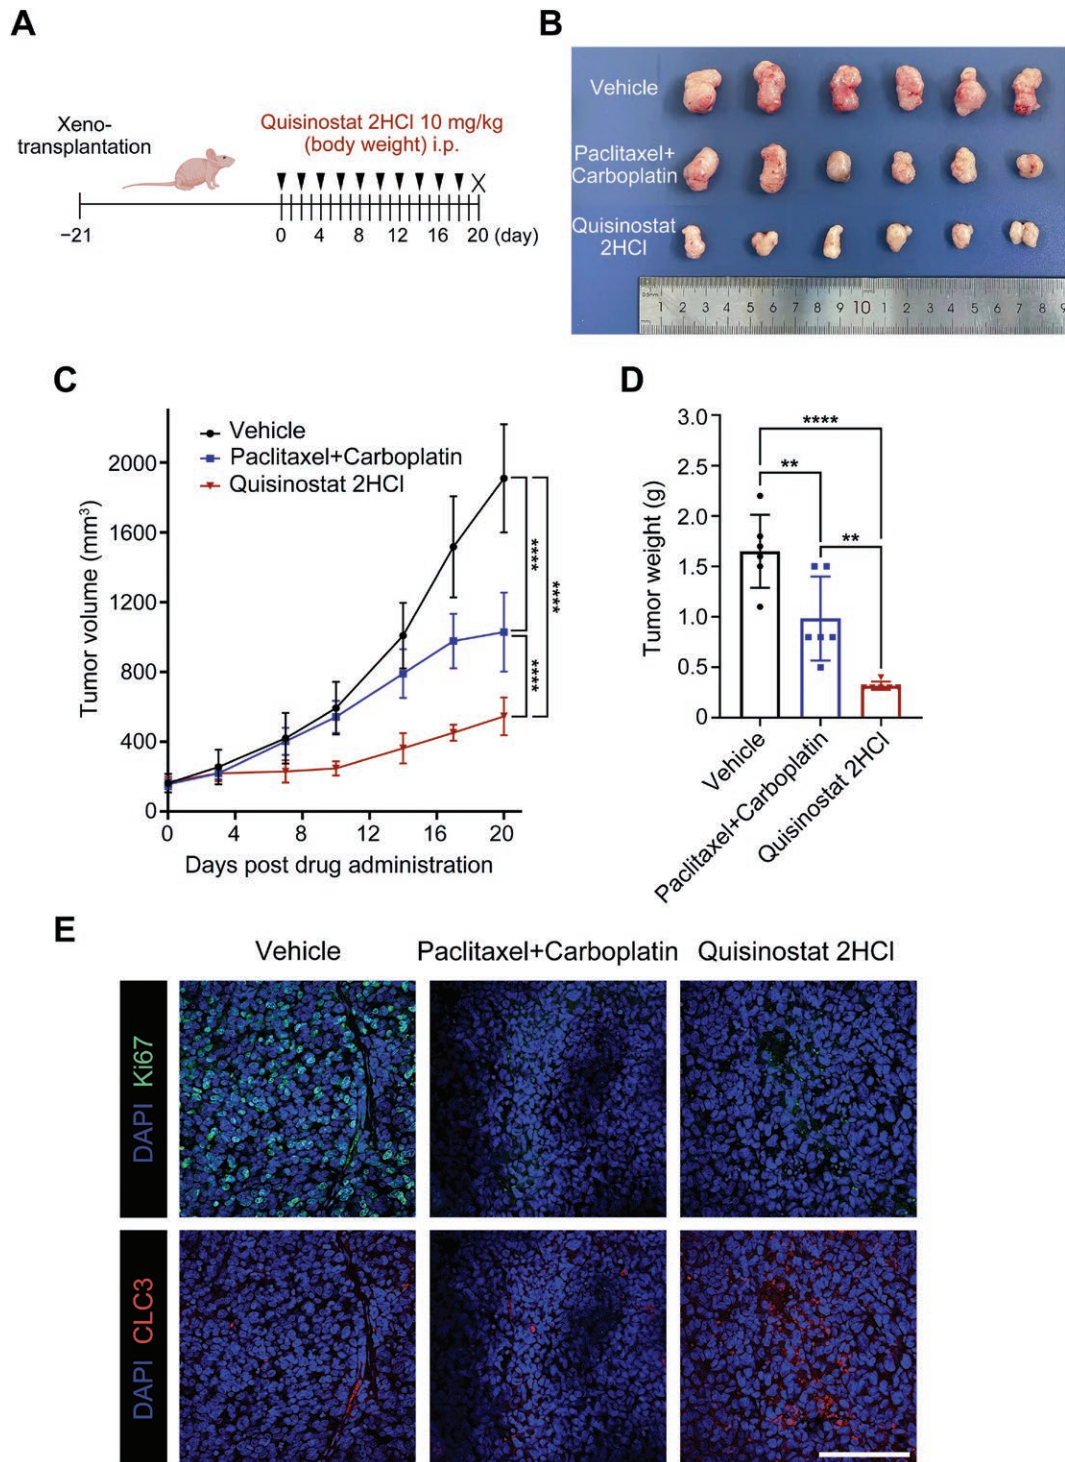 A
Xeno-
transplantation
Quisinostat 2HCl 10 mg/kg
(body weight) i.p.
−21
0 4 8 12 16 20 (day)
B
Vehicle
Paclitaxel+
Carboplatin
Quisinostat
2HCl
0.5mm
1 2 3 4 5 6 7 8 9 10 1 2 3 4 5 6 7 8 9
C
Vehicle
Paclitaxel+Carboplatin
Quisinostat 2HCl
Tumor volume (mm³)
2000
1600
1200
800
400
0
0 4 8 12 16 20
Days post drug administration
****
****
****
D
Tumor weight (g)
3.0
2.5
2.0
1.5
1.0
0.5
0
****
**
**
Vehicle
Paclitaxel+Carboplatin
Quisinostat 2HCl
E
Vehicle Paclitaxel+Carboplatin Quisinostat 2HCl
DAPI Ki67
DAPI CLC3